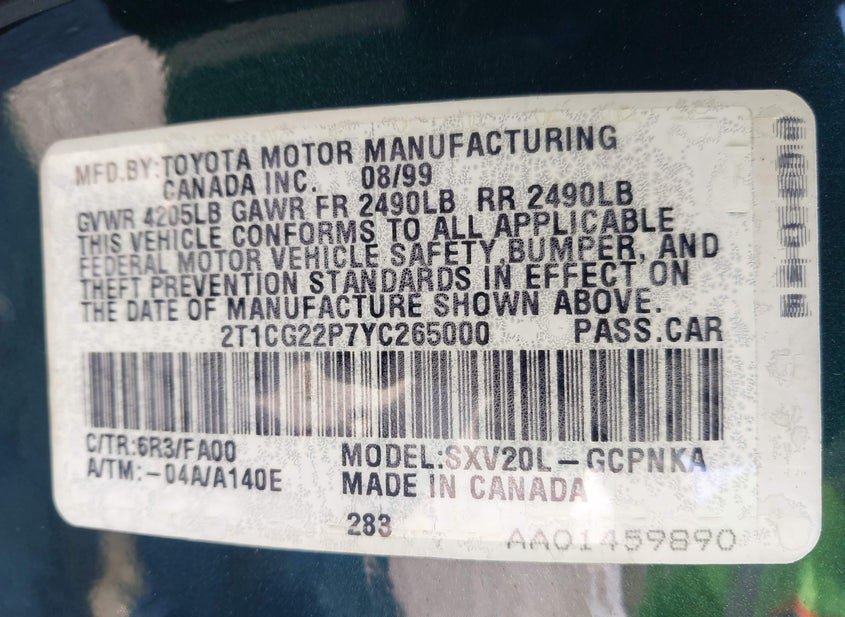 MFD.BY:TOYOTA MOTOR MANUFACTURING
CANADA INC. 08/99
GVWR 4205LB GAWR FR 2490LB RR 2490LB
THIS VEHICLE CONFORMS TO ALL APPLICABLE
FEDERAL MOTOR VEHICLE SAFETY,BUMPER, AND
THEFT PREVENTION STANDARDS IN EFFECT ON
THE DATE OF MANUFACTURE SHOWN ABOVE.
2T1CG22P7YC265000 PASS.CAR
C/TR:6R3/FA00 MODEL:SXV20L-GCPNKA
A/TM:-04A/A140E MADE IN CANADA
283 AA01459890